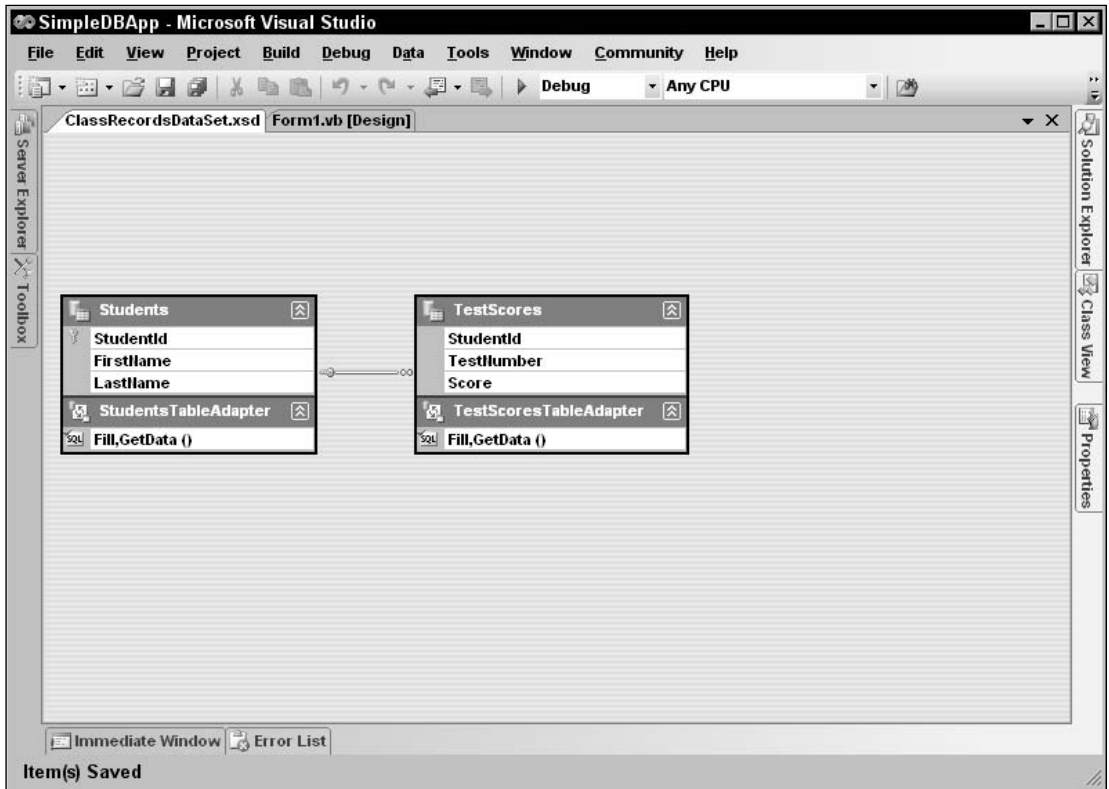 SimpleDBApp - Microsoft Visual Studio
File Edit View Project Build Debug Data Tools Window Community Help
Debug Any CPU
ClassRecordsDataSet.xsd Form1.vb [Design]
Server Explorer
Toolbox
Students
StudentId
FirstName
LastName
StudentsTableAdapter
SQL Fill,GetData ()
TestScores
StudentId
TestNumber
Score
TestScoresTableAdapter
SQL Fill,GetData ()
Solution Explorer
Class View
Properties
Immediate Window Error List
Item(s) Saved